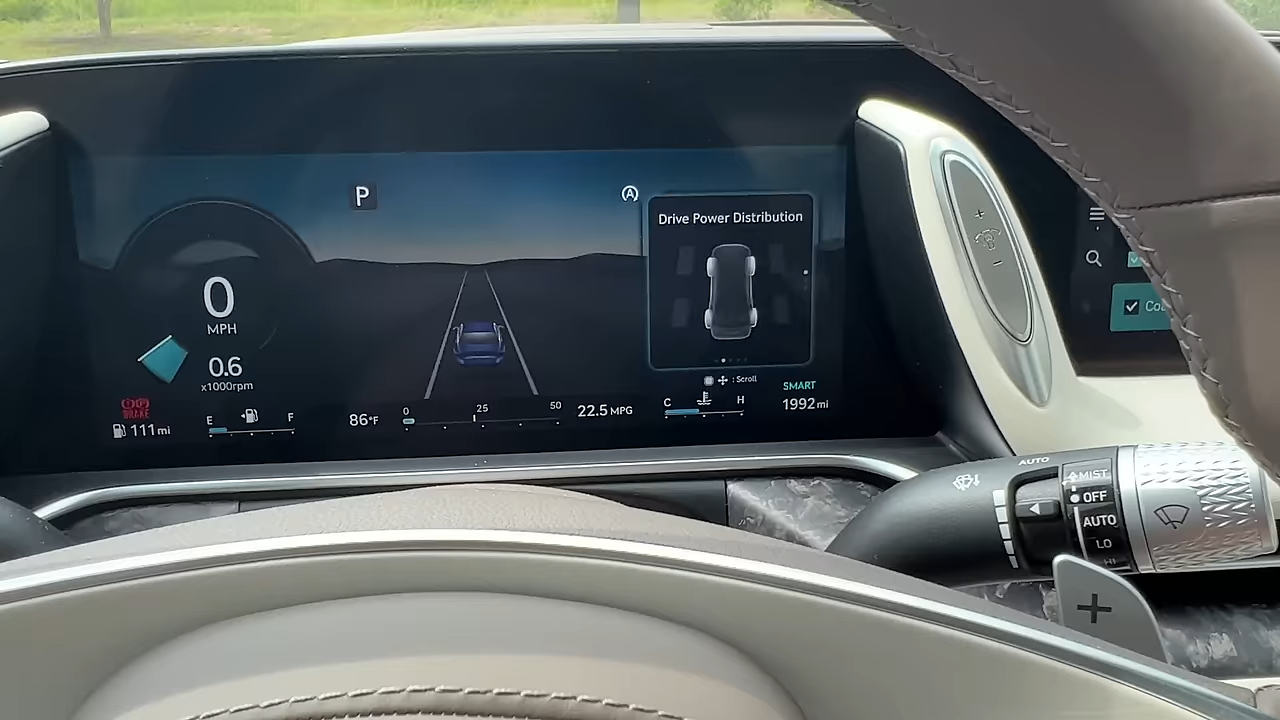 P
A
Drive Power Distribution
0
MPH
0.6
x1000rpm
BRAKE
111 mi
E F
86°F
0 25 50
22.5 MPG
: Scroll
C H
SMART
1992 mi
+
−
AUTO
MIST
OFF
AUTO
LO
HI
+